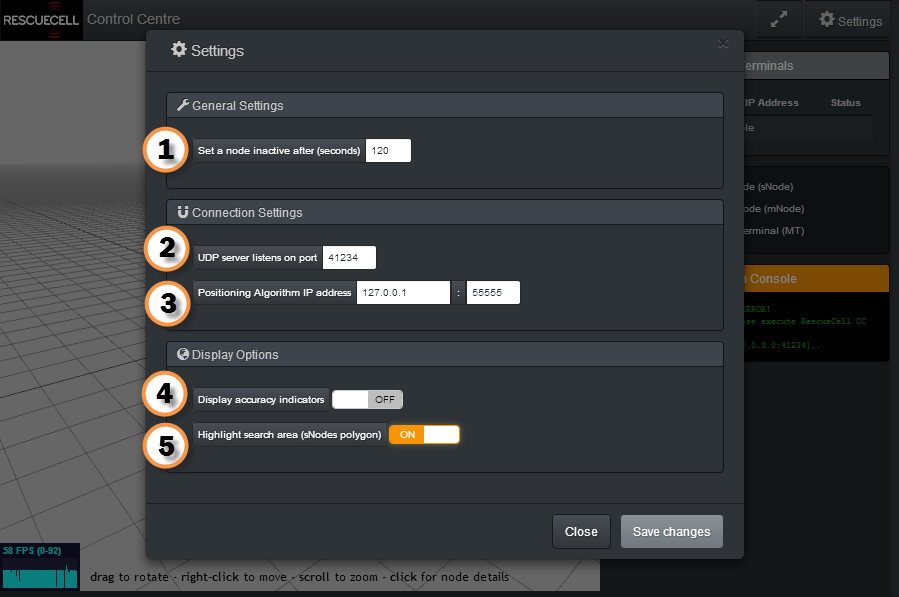 RESCUECELL Control Centre
Settings
Settings
erminals
General Settings
IP Address Status
le
1 Set a node inactive after (seconds) 120
de (sNode)
ode (mNode)
erminal (MT)
Connection Settings
2 UDP server listens on port 41234
n Console
3 Positioning Algorithm IP address 127.0.0.1 : 55555
ERROR!
ase execute RescueCell CC
0.0.0.0:41234]..
Display Options
4 Display accuracy indicators OFF
5 Highlight search area (sNodes polygon) ON
Close Save changes
58 FPS (0-92)
drag to rotate - right-click to move - scroll to zoom - click for node details